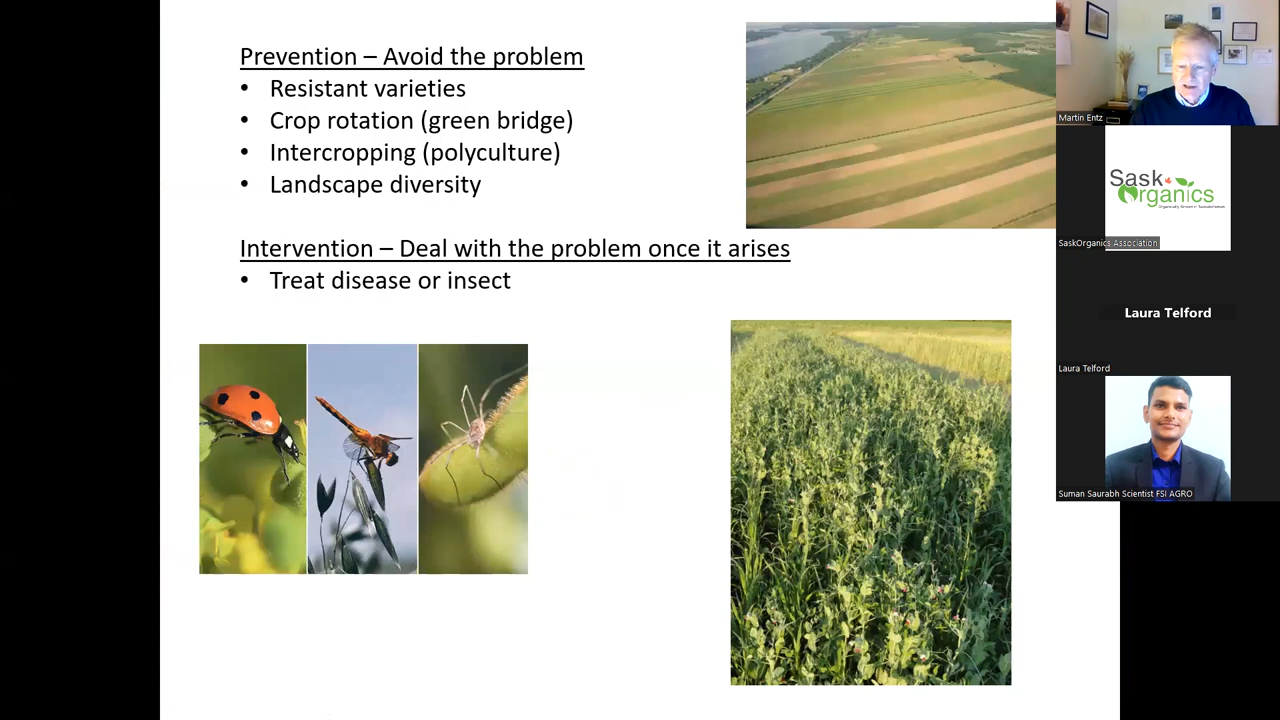 Prevention – Avoid the problem
• Resistant varieties
• Crop rotation (green bridge)
• Intercropping (polyculture)
• Landscape diversity
Intervention – Deal with the problem once it arises
• Treat disease or insect
Martin Entz
Sask
Organics
SaskOrganics Association
Laura Telford
Laura Telford
Suman Saurabh Scientist FSI AGRO